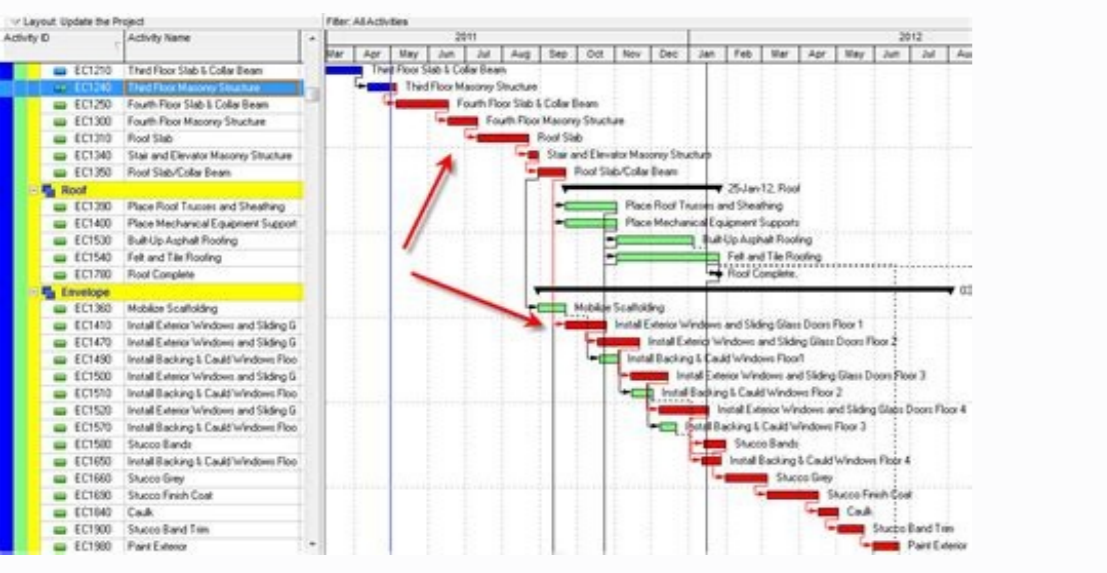 Layout: Update the Project
Filter: All Activities
Activity ID
Activity Name
2011
2012
Mar Apr May Jun Jul Aug Sep Oct Nov Dec Jan Feb Mar Apr May Jun Jul Au
EC1210 Third Floor Slab & Collar Beam
Third Floor Slab & Collar Beam
EC1240 Third Floor Masonry Structure
Third Floor Masonry Structure
EC1250 Fourth Floor Slab & Collar Beam
Fourth Floor Slab & Collar Beam
EC1300 Fourth Floor Masonry Structure
Fourth Floor Masonry Structure
EC1310 Roof Slab
Roof Slab
EC1340 Stair and Elevator Masonry Structure
Stair and Elevator Masonry Structure
EC1350 Roof Slab/Collar Beam
Roof Slab/Collar Beam
Roof
25-Jan-12, Roof
EC1390 Place Roof Trusses and Sheathing
Place Roof Trusses and Sheathing
EC1400 Place Mechanical Equipment Support
Place Mechanical Equipment Supports
EC1530 Built-Up Asphalt Roofing
Built-Up Asphalt Roofing
EC1540 Felt and Tile Roofing
Felt and Tile Roofing
EC1780 Roof Complete
Roof Complete,
Envelope
EC1360 Mobilize Scaffolding
Mobilize Scaffolding
EC1410 Install Exterior Windows and Sliding G
Install Exterior Windows and Sliding Glass Doors Floor 1
EC1470 Install Exterior Windows and Sliding G
Install Exterior Windows and Sliding Glass Doors Floor 2
EC1490 Install Backing & Cauld Windows Floo
Install Backing & Cauld Windows Floor1
EC1500 Install Exterior Windows and Sliding G
Install Exterior Windows and Sliding Glass Doors Floor 3
EC1510 Install Backing & Cauld Windows Floo
Install Backing & Cauld Windows Floor 2
EC1520 Install Exterior Windows and Sliding G
Install Exterior Windows and Sliding Glass Doors Floor 4
EC1570 Install Backing & Cauld Windows Floo
Install Backing & Cauld Windows Floor 3
EC1580 Stucco Bands
Stucco Bands
EC1650 Install Backing & Cauld Windows Floo
Install Backing & Cauld Windows Floor 4
EC1660 Stucco Grey
Stucco Grey
EC1690 Stucco Finish Coat
Stucco Finish Coat
EC1840 Caulk
Caulk
EC1900 Stucco Band Trim
Stucco Band Trim
EC1980 Paint Exterior
Paint Exterior